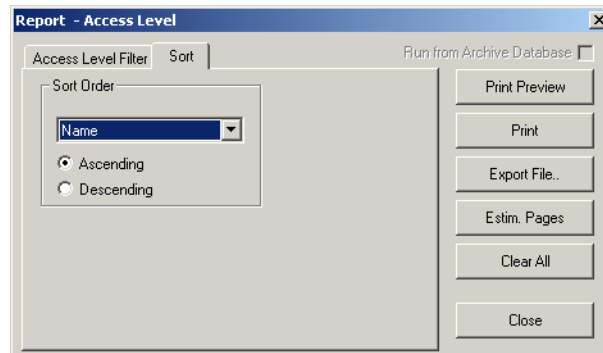 Report - Access Level
Access Level Filter
Sort
Run from Archive Database
Sort Order
Name
Ascending
Descending
Print Preview
Print
Export File..
Estim. Pages
Clear All
Close